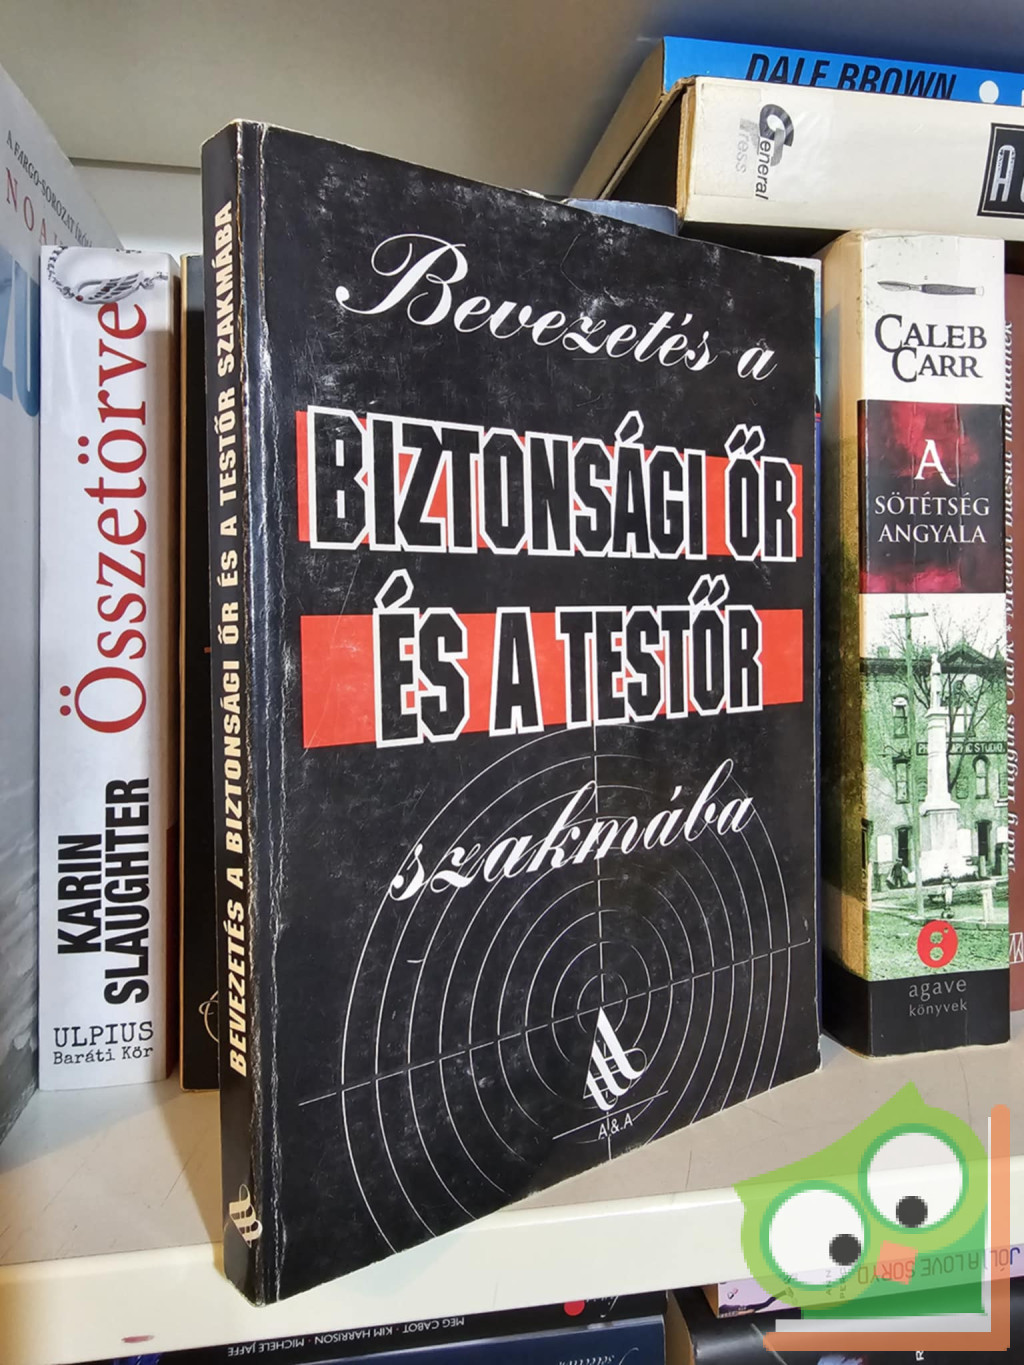 Bevezetés a
BIZTONSÁGI ŐR
ÉS A TESTŐR
szakmába
A&A
BEVEZETÉS A BIZTONSÁGI ŐR ÉS A TESTŐR SZAKMÁBA
KARIN
SLAUGHTER
Összetörve
ULPIUS
Baráti Kör
DALE BROWN
General
Press
CALEB
CARR
A
SÖTÉTSÉG
ANGYALA
agave
könyvek
MEG CABOT · KIM HARRISON · MICHELE JAFFE